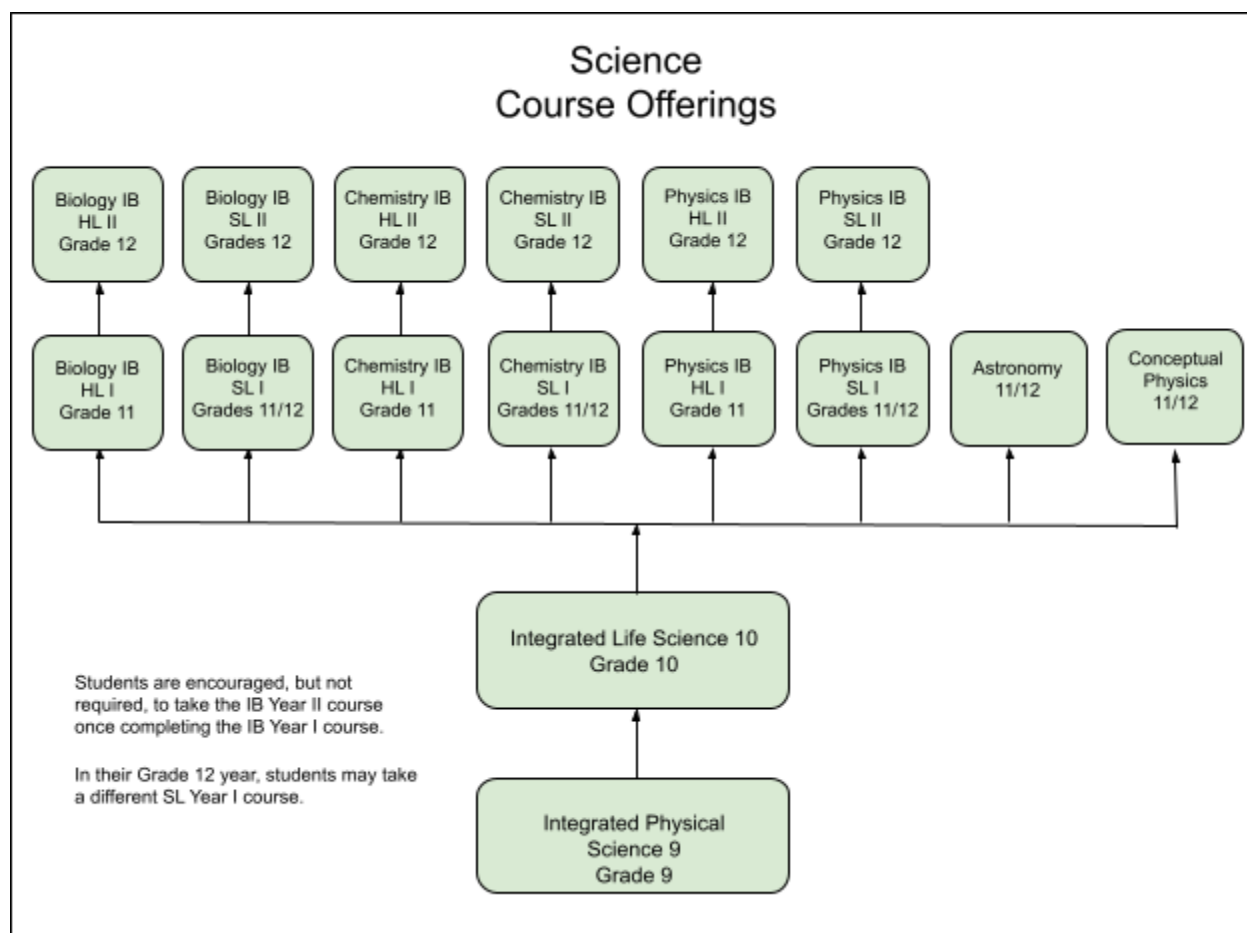 Science
Course Offerings
Biology IB
HL II
Grade 12
Biology IB
SL II
Grades 12
Chemistry IB
HL II
Grade 12
Chemistry IB
SL II
Grade 12
Physics IB
HL II
Grade 12
Physics IB
SL II
Grade 12
Biology IB
HL I
Grade 11
Biology IB
SL I
Grades 11/12
Chemistry IB
HL I
Grade 11
Chemistry IB
SL I
Grades 11/12
Physics IB
HL I
Grade 11
Physics IB
SL I
Grades 11/12
Astronomy
11/12
Conceptual
Physics
11/12
Integrated Life Science 10
Grade 10
Students are encouraged, but not
required, to take the IB Year II course
once completing the IB Year I course.
In their Grade 12 year, students may take
a different SL Year I course.
Integrated Physical
Science 9
Grade 9